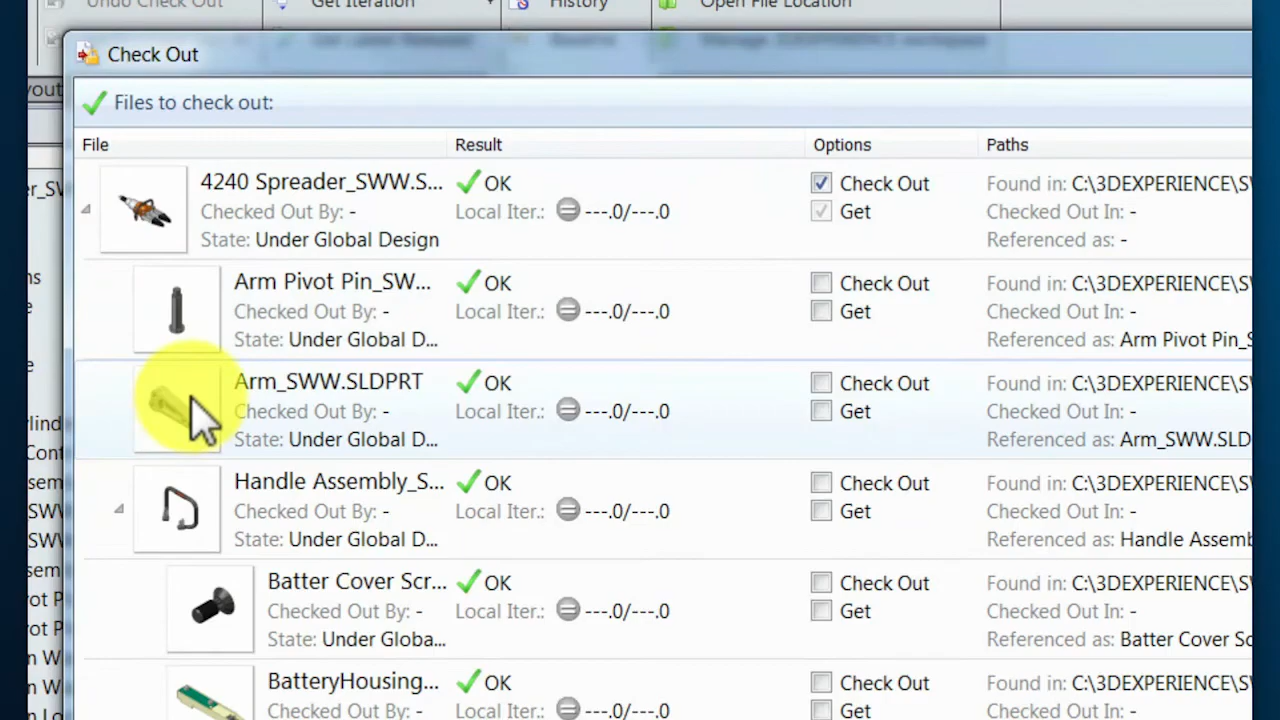 Undo Check Out
Get Iteration
History
Open File Location
Check Out
Files to check out:
File Result Options Paths
4240 Spreader_SWW.S... OK Check Out Found in: C:\3DEXPERIENCE\SV
Checked Out By: - Local Iter.: ---.0/---.0 Get Checked Out In: -
State: Under Global Design Referenced as: -
Arm Pivot Pin_SW... OK Check Out Found in: C:\3DEXPERIENCE\SV
Checked Out By: - Local Iter.: ---.0/---.0 Get Checked Out In: -
State: Under Global D... Referenced as: Arm Pivot Pin_S
Arm_SWW.SLDPRT OK Check Out Found in: C:\3DEXPERIENCE\SV
Checked Out By: - Local Iter.: ---.0/---.0 Get Checked Out In: -
State: Under Global D... Referenced as: Arm_SWW.SLD
Handle Assembly_S... OK Check Out Found in: C:\3DEXPERIENCE\SV
Checked Out By: - Local Iter.: ---.0/---.0 Get Checked Out In: -
State: Under Global D... Referenced as: Handle Assemb
Batter Cover Scr... OK Check Out Found in: C:\3DEXPERIENCE\SV
Checked Out By: - Local Iter.: ---.0/---.0 Get Checked Out In: -
State: Under Globa... Referenced as: Batter Cover Sc
BatteryHousing... OK Check Out Found in: C:\3DEXPERIENCE\SV
Checked Out By: - Local Iter.: ---.0/---.0 Get Checked Out In: -